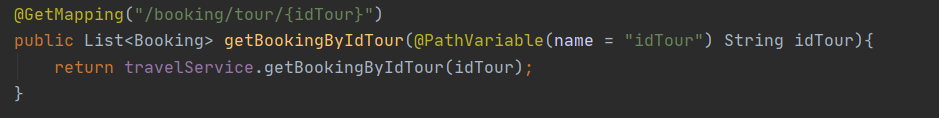 @GetMapping("/booking/tour/{idTour}")
public List<Booking> getBookingByIdTour(@PathVariable(name = "idTour") String idTour){
    return travelService.getBookingByIdTour(idTour);
}